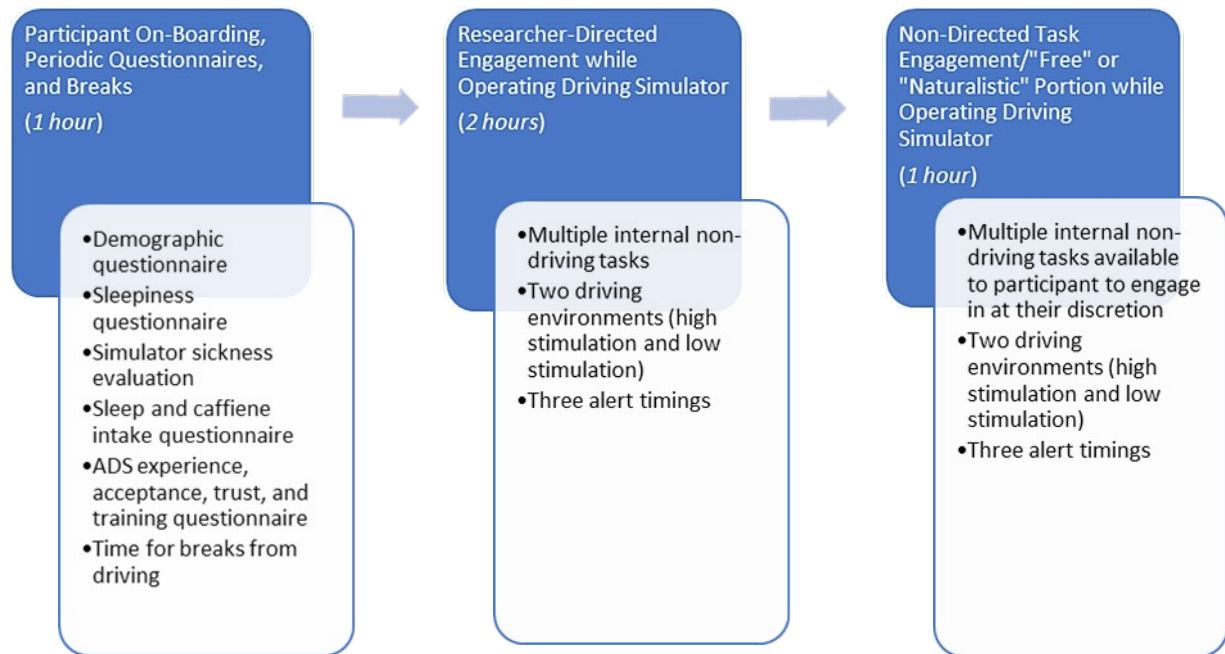 Participant On-Boarding,
Periodic Questionnaires,
and Breaks
(1 hour)
•Demographic
questionnaire
•Sleepiness
questionnaire
•Simulator sickness
evaluation
•Sleep and caffiene
intake questionnaire
•ADS experience,
acceptance, trust, and
training questionnaire
•Time for breaks from
driving
Researcher-Directed
Engagement while
Operating Driving Simulator
(2 hours)
•Multiple internal non-
driving tasks
•Two driving
environments (high
stimulation and low
stimulation)
•Three alert timings
Non-Directed Task
Engagement/"Free" or
"Naturalistic" Portion while
Operating Driving
Simulator
(1 hour)
•Multiple internal non-
driving tasks available
to participant to engage
in at their discretion
•Two driving
environments (high
stimulation and low
stimulation)
•Three alert timings